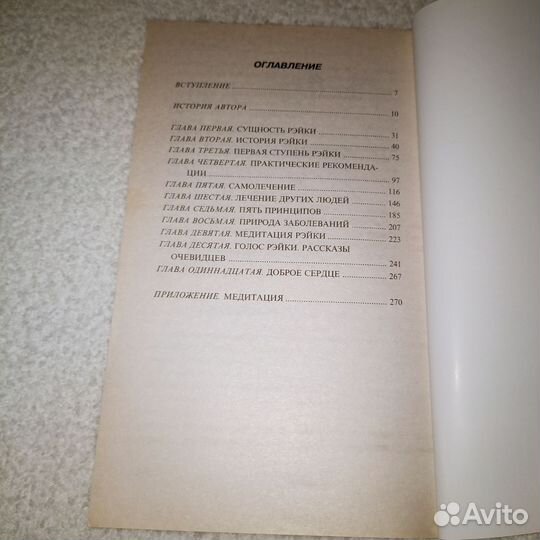 ОГЛАВЛЕНИЕ
ВСТУПЛЕНИЕ ........ 7
ИСТОРИЯ АВТОРА ........ 10
ГЛАВА ПЕРВАЯ. СУЩНОСТЬ РЭЙКИ ........ 31
ГЛАВА ВТОРАЯ. ИСТОРИЯ РЭЙКИ ........ 40
ГЛАВА ТРЕТЬЯ. ПЕРВАЯ СТУПЕНЬ РЭЙКИ ........ 75
ГЛАВА ЧЕТВЕРТАЯ. ПРАКТИЧЕСКИЕ РЕКОМЕНДА-
ЦИИ ........ 97
ГЛАВА ПЯТАЯ. САМОЛЕЧЕНИЕ ........ 116
ГЛАВА ШЕСТАЯ. ЛЕЧЕНИЕ ДРУГИХ ЛЮДЕЙ ........ 146
ГЛАВА СЕДЬМАЯ. ПЯТЬ ПРИНЦИПОВ ........ 185
ГЛАВА ВОСЬМАЯ. ПРИРОДА ЗАБОЛЕВАНИЙ ........ 207
ГЛАВА ДЕВЯТАЯ. МЕДИТАЦИЯ РЭЙКИ ........ 223
ГЛАВА ДЕСЯТАЯ. ГОЛОС РЭЙКИ. РАССКАЗЫ
ОЧЕВИДЦЕВ ........ 241
ГЛАВА ОДИННАДЦАТАЯ. ДОБРОЕ СЕРДЦЕ ........ 267
ПРИЛОЖЕНИЕ. МЕДИТАЦИЯ ........ 270
Avito